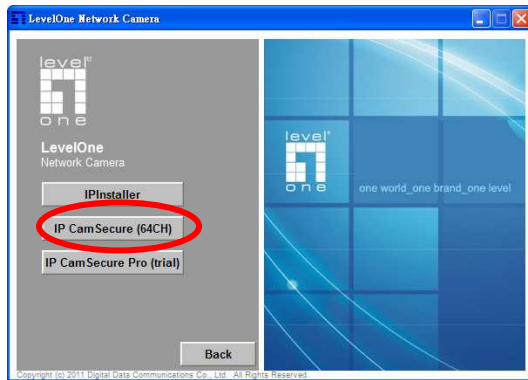 LevelOne Network Camera
level®
one
LevelOne
Network Camera
IPInstaller
IP CamSecure (64CH)
IP CamSecure Pro (trial)
Back
level®
one
one world_one brand_one level
Copyright (c) 2011 Digital Data Communications Co., Ltd. All Rights Reserved.